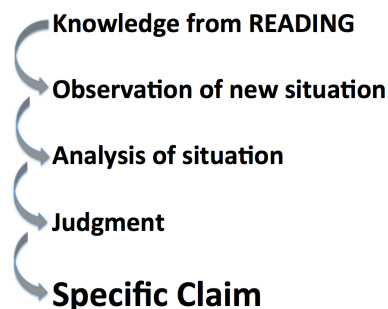 Knowledge from READING
Observation of new situation
Analysis of situation
Judgment
Specific Claim